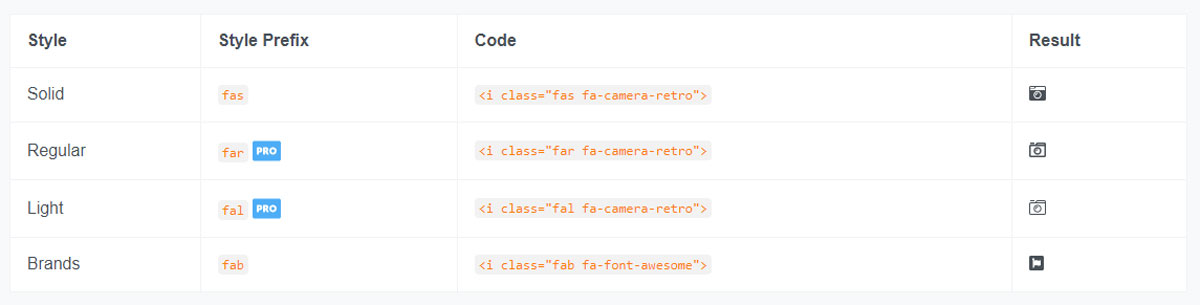 Style Style Prefix Code Result
Solid fas <i class="fas fa-camera-retro">
Regular far PRO <i class="far fa-camera-retro">
Light fal PRO <i class="fal fa-camera-retro">
Brands fab <i class="fab fa-font-awesome">